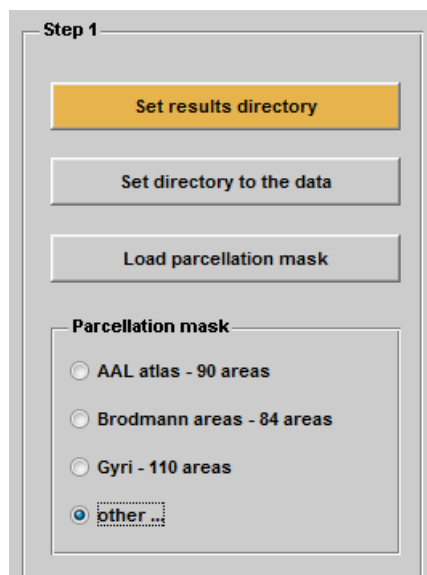 Step 1
Set results directory
Set directory to the data
Load parcellation mask
Parcellation mask
AAL atlas - 90 areas
Brodmann areas - 84 areas
Gyri - 110 areas
other ...